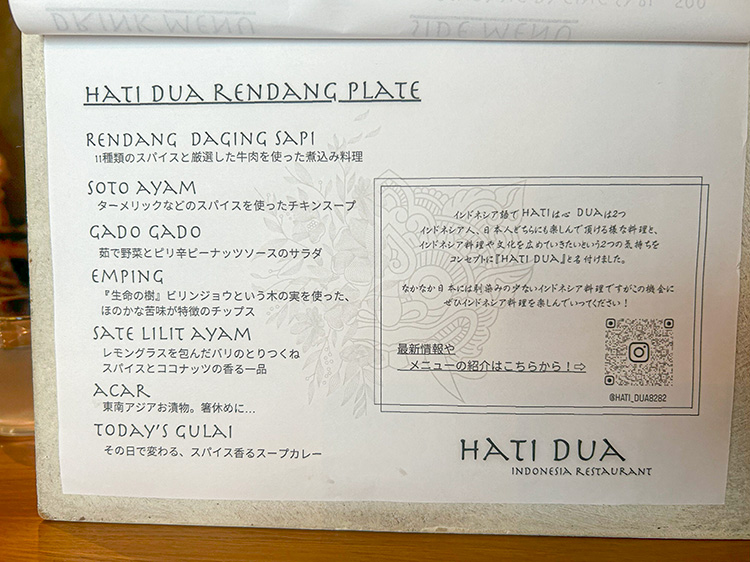 DRINK MENU
SIDE MENU
HATI DUA RENDANG PLATE
RENDANG DAGING SAPI
11種類のスパイスと厳選した牛肉を使った煮込み料理
SOTO AYAM
ターメリックなどのスパイスを使ったチキンスープ
GADO GADO
茹で野菜とピリ辛ピーナッツソースのサラダ
EMPING
『生命の樹』ビリンジョウという木の実を使った、
ほのかな苦味が特徴のチップス
SATE LILIT AYAM
レモングラスを包んだバリのとりつくね
スパイスとココナッツの香る一品
ACAR
東南アジアお漬物。箸休めに...
TODAY'S GULAI
その日で変わる、スパイス香るスープカレー
インドネシア語でHATIは心 DUAは2つ
インドネシア人、日本人どちらにも楽しんで頂ける様な料理と、
インドネシア料理や文化を広めていきたいという2つの気持ちを
コンセプトに『HATI DUA』と名付けました。
なかなか日本には馴染みの少ないインドネシア料理ですがこの機会に
ぜひインドネシア料理を楽しんでいってください!
最新情報や
メニューの紹介はこちらから!⇨
@HATI_DUA8282
HATI DUA
INDONESIA RESTAURANT